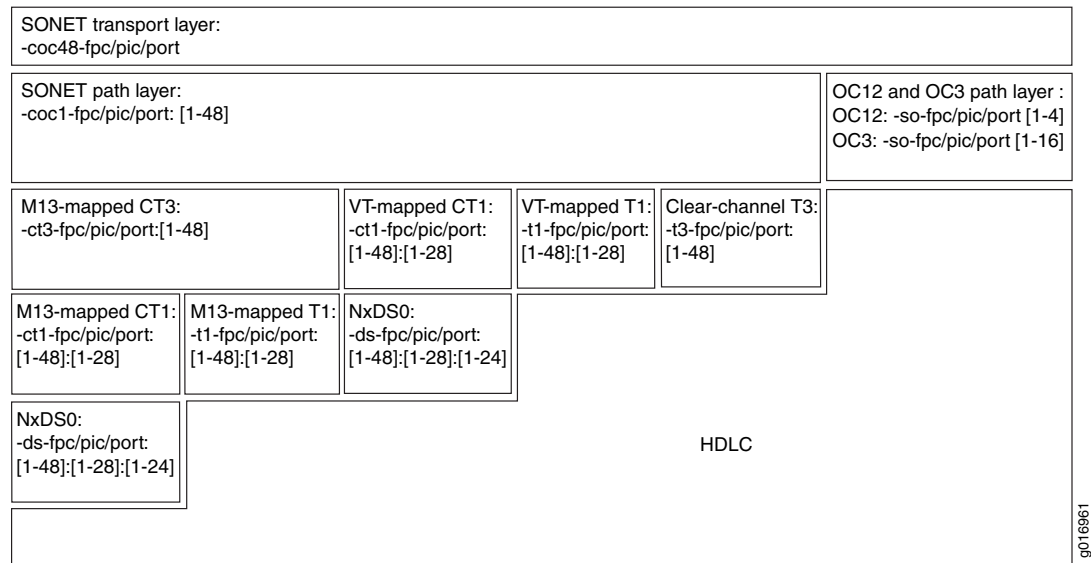 SONET transport layer:
-coc48-fpc/pic/port
SONET path layer:
-coc1-fpc/pic/port: [1-48]
OC12 and OC3 path layer :
OC12: -so-fpc/pic/port [1-4]
OC3: -so-fpc/pic/port [1-16]
M13-mapped CT3:
-ct3-fpc/pic/port:[1-48]
VT-mapped CT1:
-ct1-fpc/pic/port:
[1-48]:[1-28]
VT-mapped T1:
-t1-fpc/pic/port:
[1-48]:[1-28]
Clear-channel T3:
-t3-fpc/pic/port:
[1-48]
M13-mapped CT1:
-ct1-fpc/pic/port:
[1-48]:[1-28]
M13-mapped T1:
-t1-fpc/pic/port:
[1-48]:[1-28]
NxDS0:
-ds-fpc/pic/port:
[1-48]:[1-28]:[1-24]
NxDS0:
-ds-fpc/pic/port:
[1-48]:[1-28]:[1-24]
HDLC
g016961